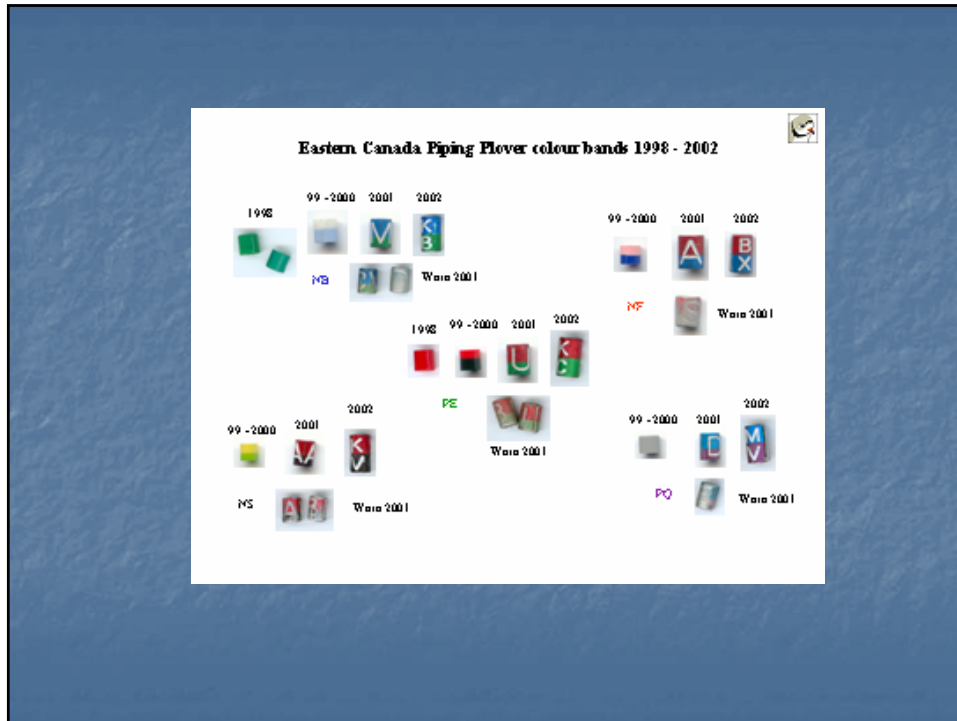 Eastern Canada Piping Plover colour bands 1998 - 2002
1998
99 -2000 2001 2002
V
K
B
NB
Worn 2001
99 -2000 2001 2002
A
B
X
NF
Worn 2001
1998 99 -2000 2001 2002
U
K
C
PE
Worn 2001
99 -2000 2001 2002
AA
K
V
NS
A
Worn 2001
99 -2000 2001 2002
D
M
V
PQ
Worn 2001